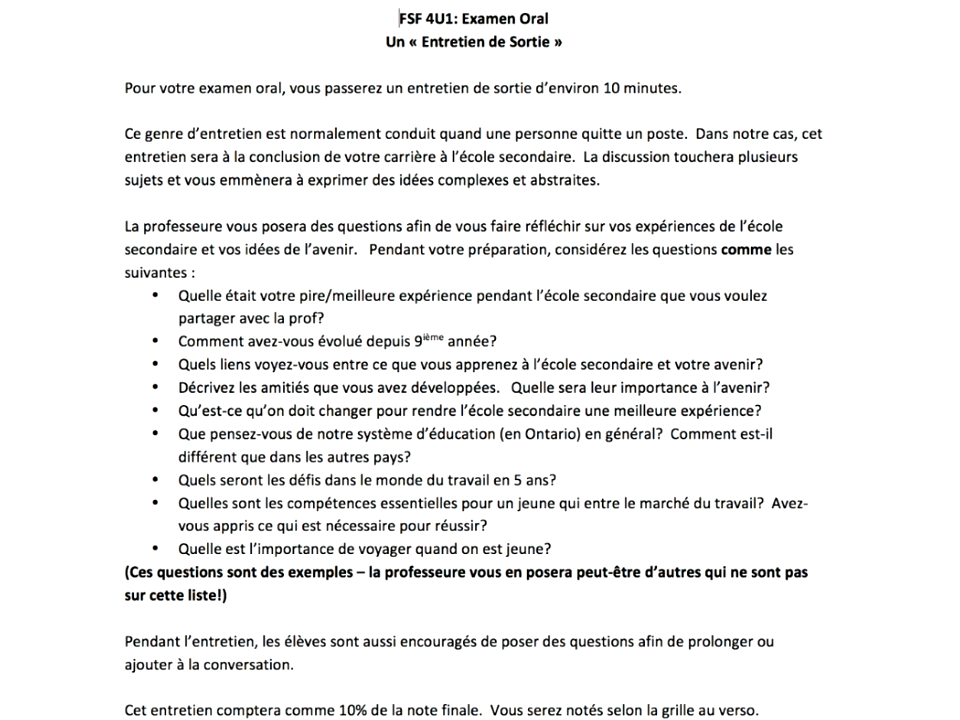 FSF 4U1: Examen Oral
Un « Entretien de Sortie »
Pour votre examen oral, vous passerez un entretien de sortie d'environ 10 minutes.
Ce genre d'entretien est normalement conduit quand une personne quitte un poste. Dans notre cas, cet
entretien sera à la conclusion de votre carrière à l'école secondaire. La discussion touchera plusieurs
sujets et vous emmènera à exprimer des idées complexes et abstraites.
La professeure vous posera des questions afin de vous faire réfléchir sur vos expériences de l'école
secondaire et vos idées de l'avenir. Pendant votre préparation, considérez les questions comme les
suivantes :
• Quelle était votre pire/meilleure expérience pendant l'école secondaire que vous voulez
partager avec la prof?
• Comment avez-vous évolué depuis 9ième année?
• Quels liens voyez-vous entre ce que vous apprenez à l'école secondaire et votre avenir?
• Décrivez les amitiés que vous avez développées. Quelle sera leur importance à l'avenir?
• Qu'est-ce qu'on doit changer pour rendre l'école secondaire une meilleure expérience?
• Que pensez-vous de notre système d'éducation (en Ontario) en général? Comment est-il
différent que dans les autres pays?
• Quels seront les défis dans le monde du travail en 5 ans?
• Quelles sont les compétences essentielles pour un jeune qui entre le marché du travail? Avez-
vous appris ce qui est nécessaire pour réussir?
• Quelle est l'importance de voyager quand on est jeune?
(Ces questions sont des exemples – la professeure vous en posera peut-être d'autres qui ne sont pas
sur cette liste!)
Pendant l'entretien, les élèves sont aussi encouragés de poser des questions afin de prolonger ou
ajouter à la conversation.
Cet entretien comptera comme 10% de la note finale. Vous serez notés selon la grille au verso.